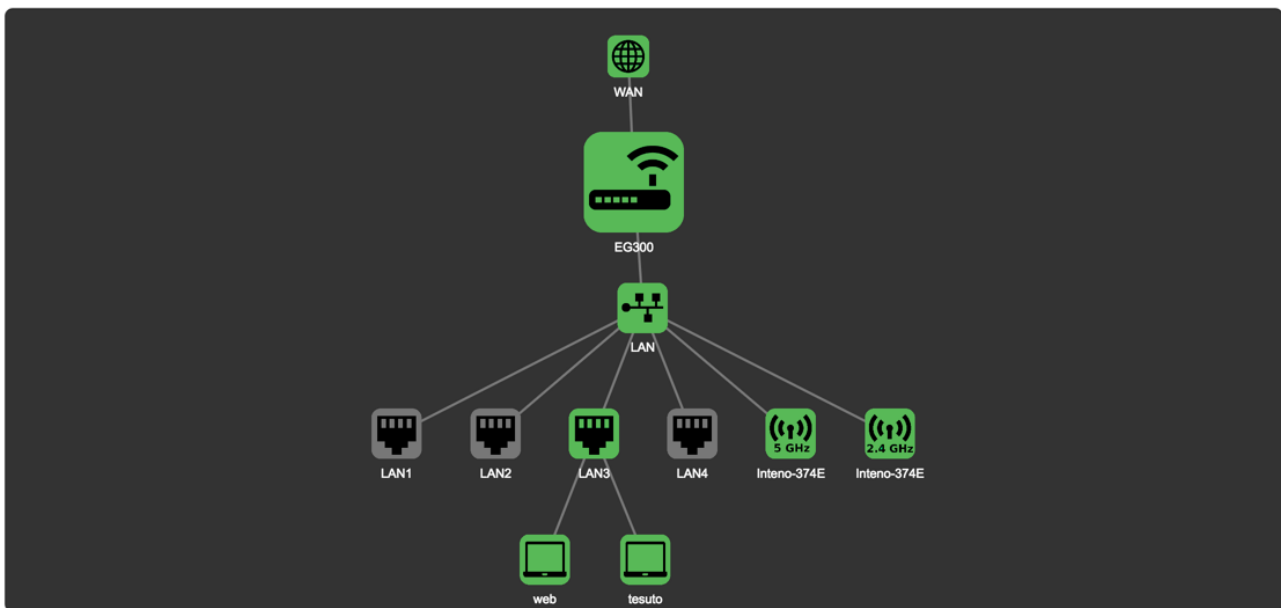 WAN
EG300
LAN
5 GHz
2.4 GHz
LAN1
LAN2
LAN3
LAN4
Inteno-374E
Inteno-374E
web
tesuto